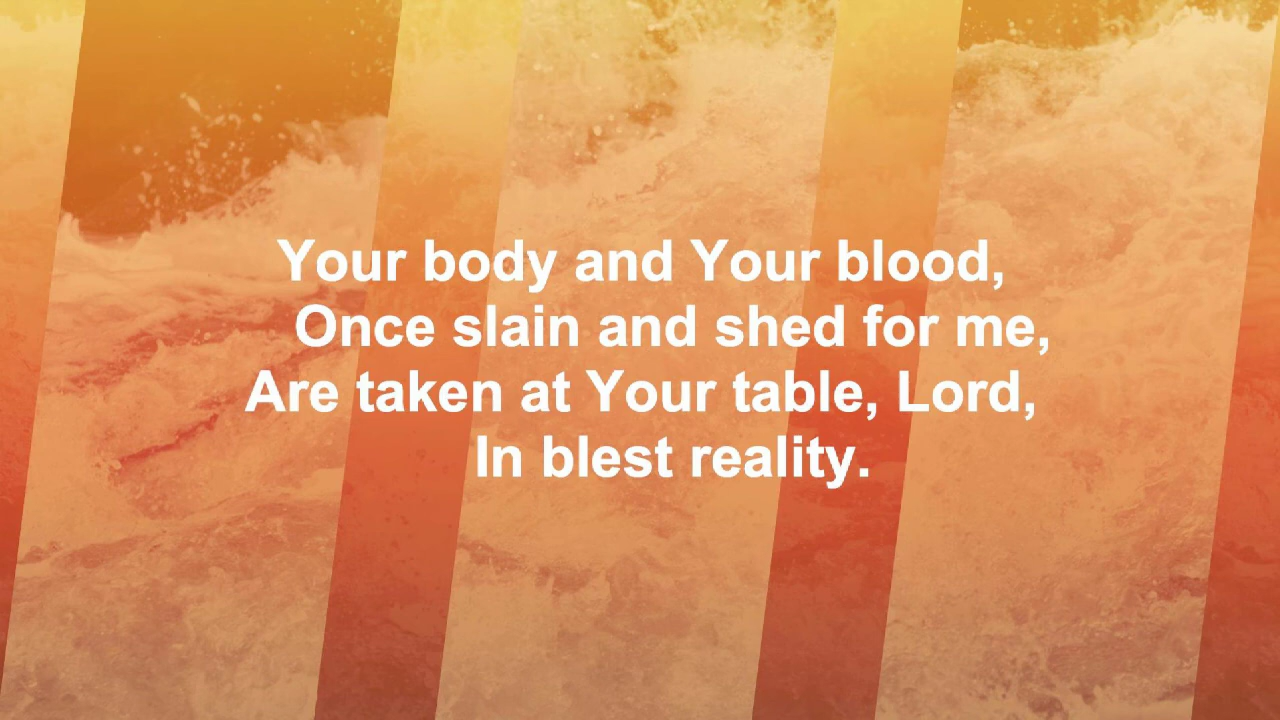 Your body and Your blood,
Once slain and shed for me,
Are taken at Your table, Lord,
In blest reality.